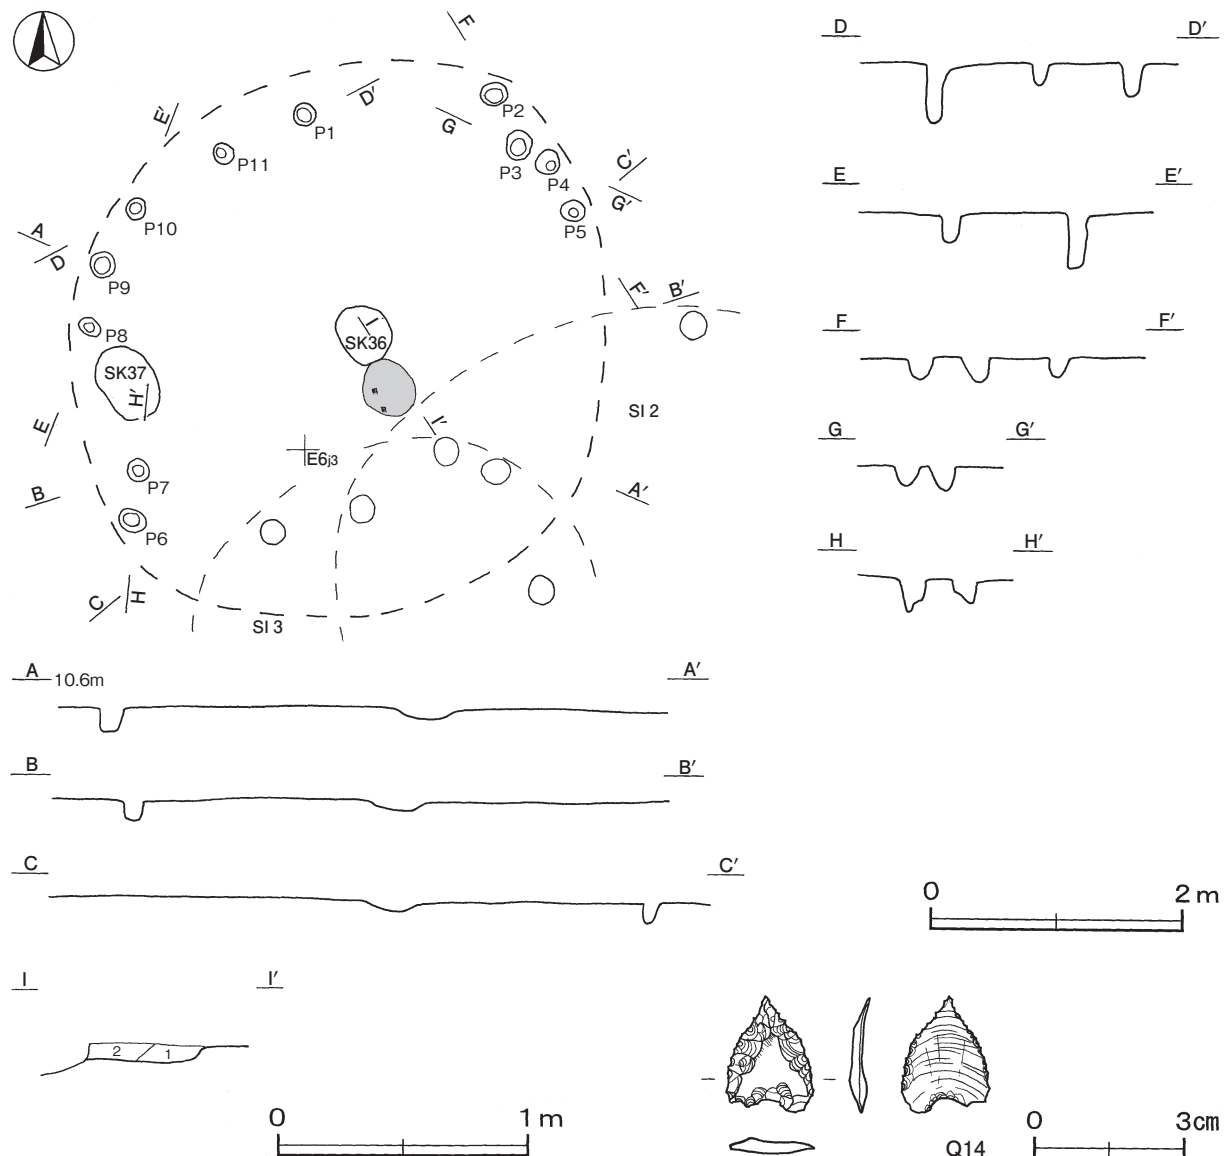 F
D D′
E′ D′ G P2
P1
P11 P3 P4 C′
G′
P5
E E′
P10
A
D
P9
F′ B′
P8 SK36 I
F F′
SK37
H′
SI 2
E I′
G G′
E6j3
P7
B A′
P6
H H′
C H
SI 3
A 10.6m A′
B B′
C C′
0 2 m
I I′
2 1
0 1 m
Q14
0 3cm